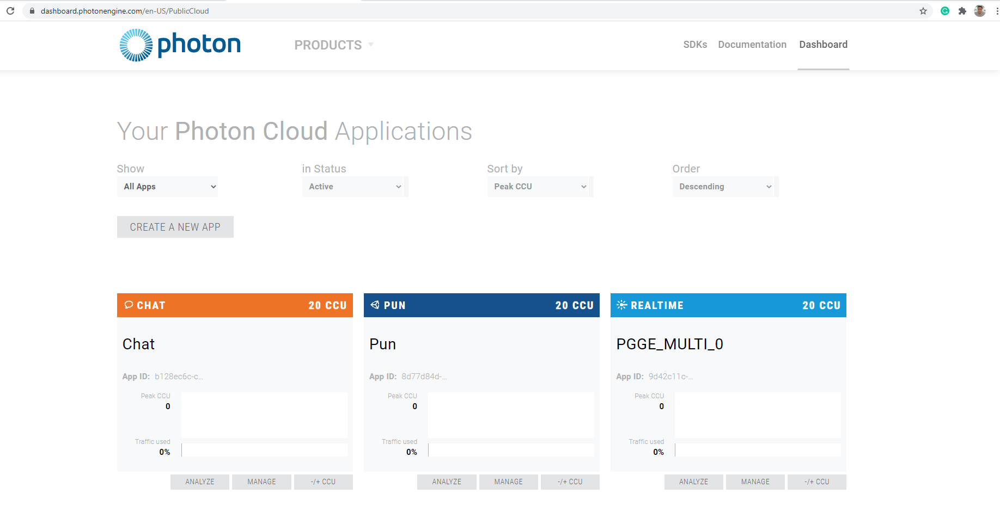 dashboard.photonengine.com/en-US/PublicCloud
photon
PRODUCTS
SDKs Documentation Dashboard
Your Photon Cloud Applications
Show in Status Sort by Order
All Apps Active Peak CCU Descending
CREATE A NEW APP
CHAT 20 CCU
Chat
App ID: b128ec6c-c...
Peak CCU
0
Traffic used
0%
ANALYZE MANAGE -/+ CCU
PUN 20 CCU
Pun
App ID: 8d77d84d-...
Peak CCU
0
Traffic used
0%
ANALYZE MANAGE -/+ CCU
REALTIME 20 CCU
PGGE_MULTI_0
App ID: 9d42c11c-...
Peak CCU
0
Traffic used
0%
ANALYZE MANAGE -/+ CCU